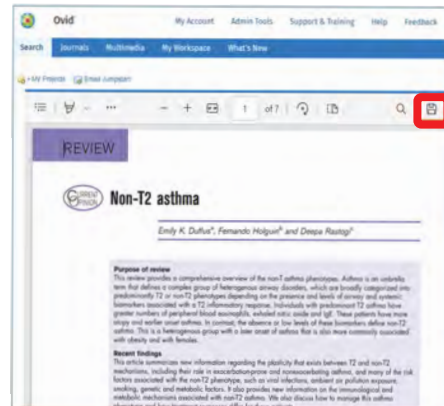 Ovid
My Account Admin Tools Support & Training Help Feedback
Search Journals Multimedia My Workspace What's New
My Projects Email Jumpstart
1 of 7
REVIEW
CURRENT OPINION
Non-T2 asthma
Emily K. DuBuskeᵃ, Fernando Holguinᵇ and Deepa Rastogiᵃ
Purpose of review
This review provides a comprehensive overview of the non-T asthma phenotypes. Asthma is an umbrella
term that defines a complex group of heterogenous airway disorders, which are broadly categorized into
predominantly T2 or non-T2 phenotypes depending on the presence and levels of airway and systemic
biomarkers associated with a T2 inflammatory response. Individuals with predominant T2 asthma have
greater numbers of peripheral blood eosinophils, exhaled nitric oxide and IgE. These patients have more
atopy and earlier onset asthma. In contrast, the absence or low levels of these biomarkers define non-T2
asthma. This is a heterogenous group with a later onset of asthma that is also more commonly associated
with obesity and with females.
Recent findings
This article summarizes new information regarding the plasticity that exists between T2 and non-T2
mechanisms, including their role in exacerbation-prone and nonexacerbating asthma, and many of the risk
factors associated with the non-T2 phenotype, such as viral infections, ambient air pollution exposure,
smoking, genetic and metabolic factors. It also provides new information on the immunological and
metabolic mechanisms associated with non-T2 asthma. We also discuss how to manage this asthma